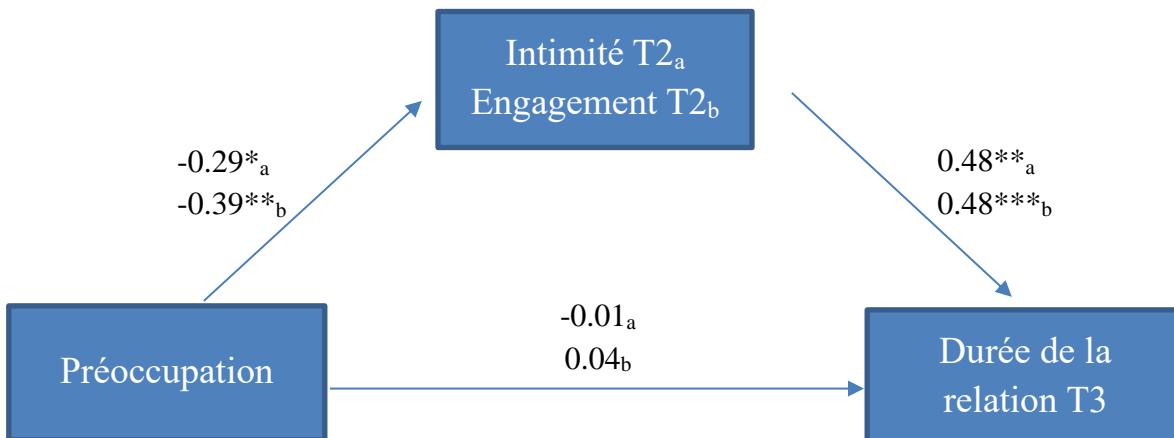 Intimité T2a
Engagement T2b
-0.29*a
-0.39**b
0.48**a
0.48***b
-0.01a
0.04b
Préoccupation
Durée de la
relation T3